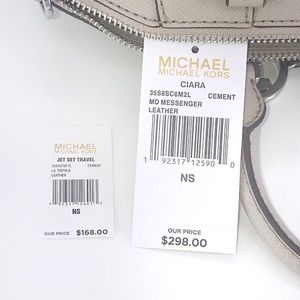 MICHAEL
MICHAEL KORS
CIARA
35S8SC6M2L CEMENT
MD MESSENGER
LEATHER
1 92317 12590 0
NS
OUR PRICE
$298.00
MICHAEL
MICHAEL KORS
JET SET TRAVEL
CEMENT
LG TRIFOLD
LEATHER
NS
OUR PRICE
$168.00